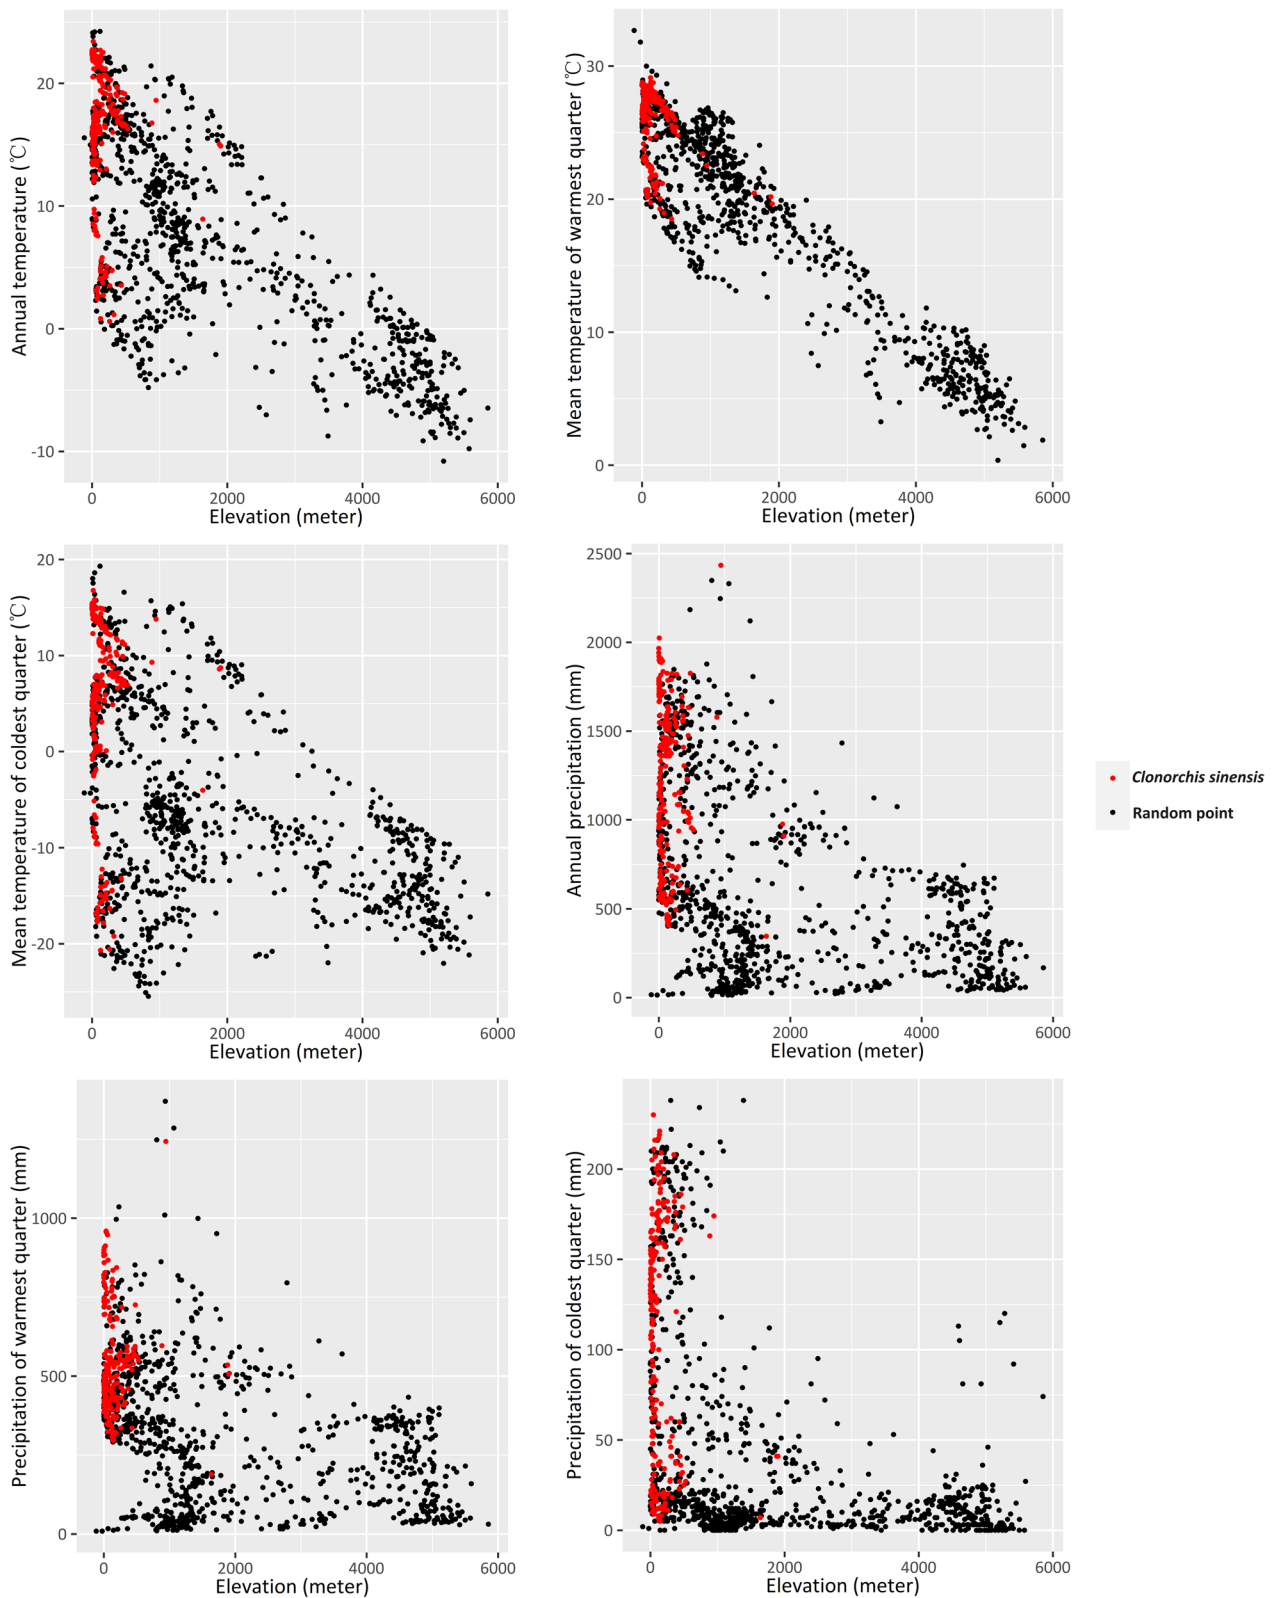 Annual temperature (℃)
20
10
0
-10
0 2000 4000 6000
Elevation (meter)
Mean temperature of warmest quarter (℃)
30
20
10
0
0 2000 4000 6000
Elevation (meter)
Mean temperature of coldest quarter (℃)
20
10
0
-10
-20
0 2000 4000 6000
Elevation (meter)
Annual precipitation (mm)
2500
2000
1500
1000
500
0
0 2000 4000 6000
Elevation (meter)
Clonorchis sinensis
Random point
Precipitation of warmest quarter (mm)
1000
500
0
0 2000 4000 6000
Elevation (meter)
Precipitation of coldest quarter (mm)
200
150
100
50
0
0 2000 4000 6000
Elevation (meter)